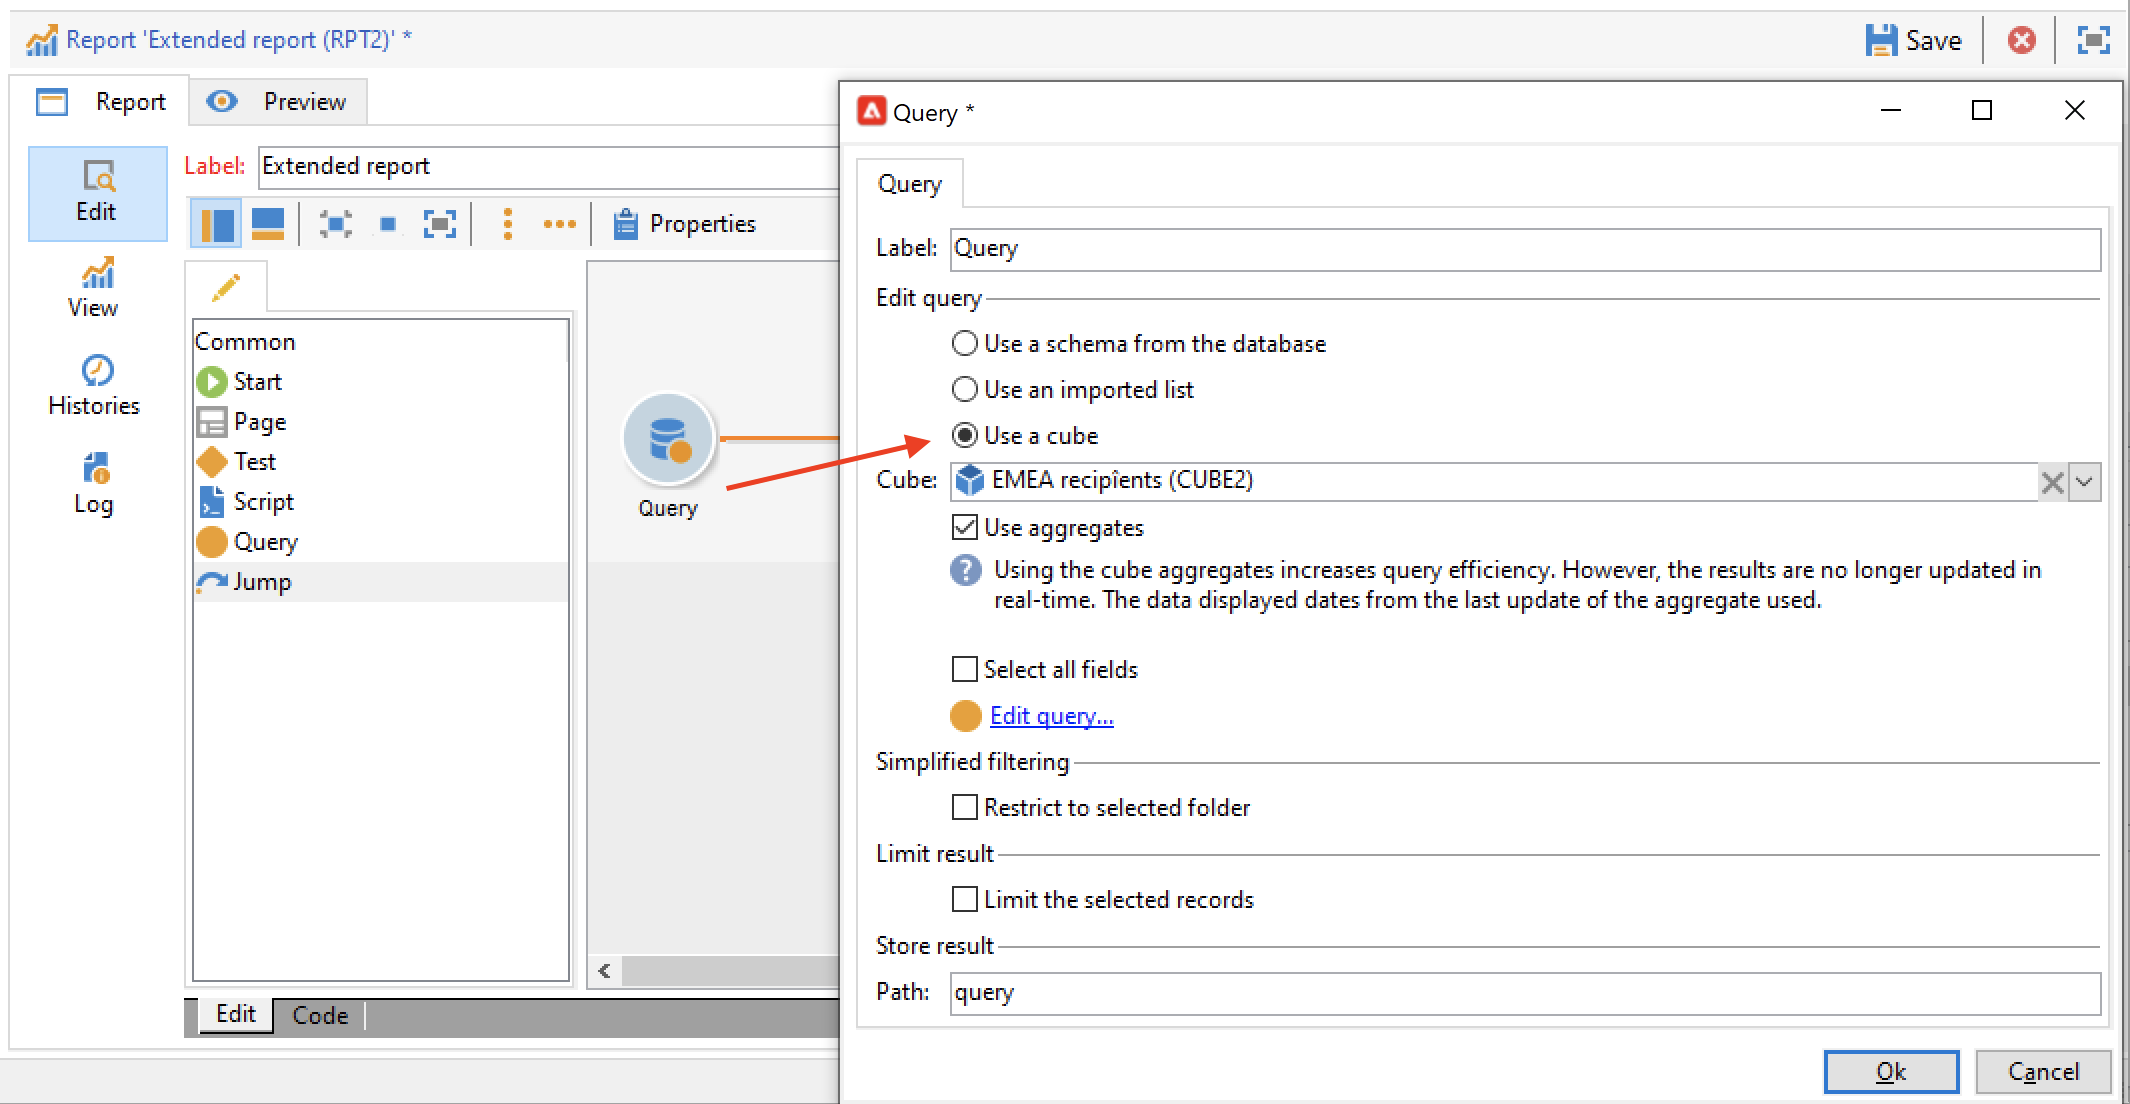 Report 'Extended report (RPT2)' *
Save
Report
Preview
Edit
View
Histories
Log
Label: Extended report
Properties
Common
Start
Page
Test
Script
Query
Jump
Query
Edit
Code
Query *
Query
Label: Query
Edit query
Use a schema from the database
Use an imported list
Use a cube
Cube: EMEA recipîents (CUBE2)
Use aggregates
Using the cube aggregates increases query efficiency. However, the results are no longer updated in
real-time. The data displayed dates from the last update of the aggregate used.
Select all fields
Edit query...
Simplified filtering
Restrict to selected folder
Limit result
Limit the selected records
Store result
Path: query
Ok
Cancel